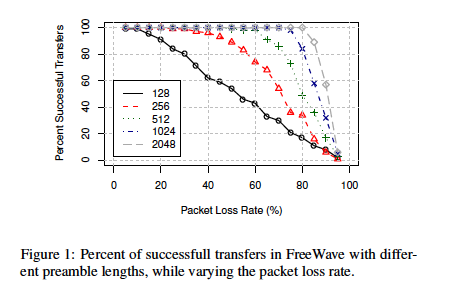 Percent Successful Transfers
100
80
60
40
20
0
128
256
512
1024
2048
0 20 40 60 80 100
Packet Loss Rate (%)
Figure 1: Percent of successfull transfers in FreeWave with differ-
ent preamble lengths, while varying the packet loss rate.